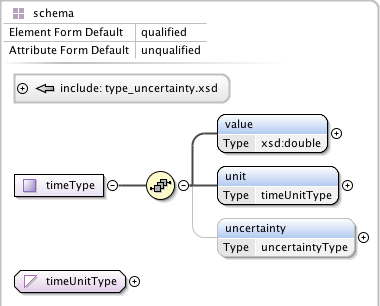 schema
Element Form Default qualified
Attribute Form Default unqualified
include: type_uncertainty.xsd
value
Type xsd:double
timeType
unit
Type timeUnitType
uncertainty
Type uncertaintyType
timeUnitType